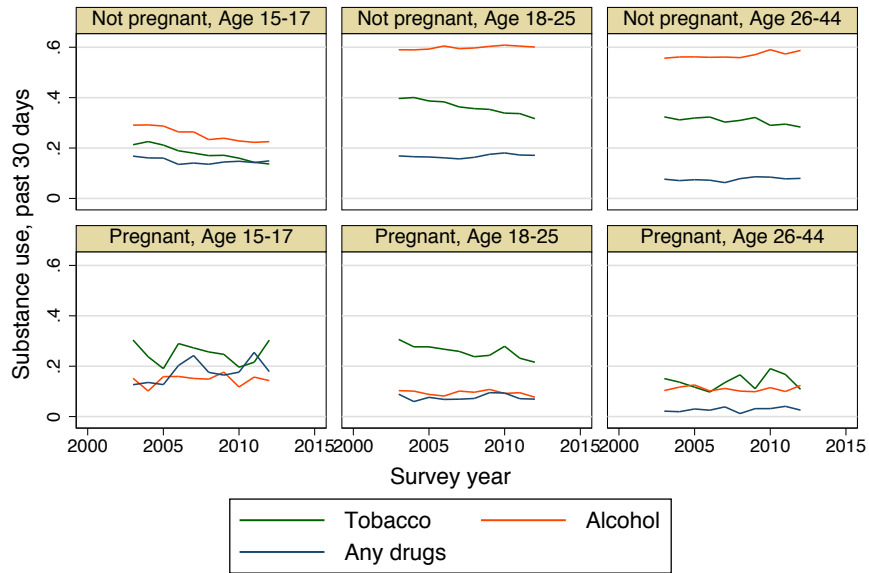 Not pregnant, Age 15-17
Not pregnant, Age 18-25
Not pregnant, Age 26-44
Substance use, past 30 days
.6
.4
.2
0
Pregnant, Age 15-17
Pregnant, Age 18-25
Pregnant, Age 26-44
.6
.4
.2
0
2000 2005 2010 2015
2000 2005 2010 2015
2000 2005 2010 2015
Survey year
Tobacco
Alcohol
Any drugs